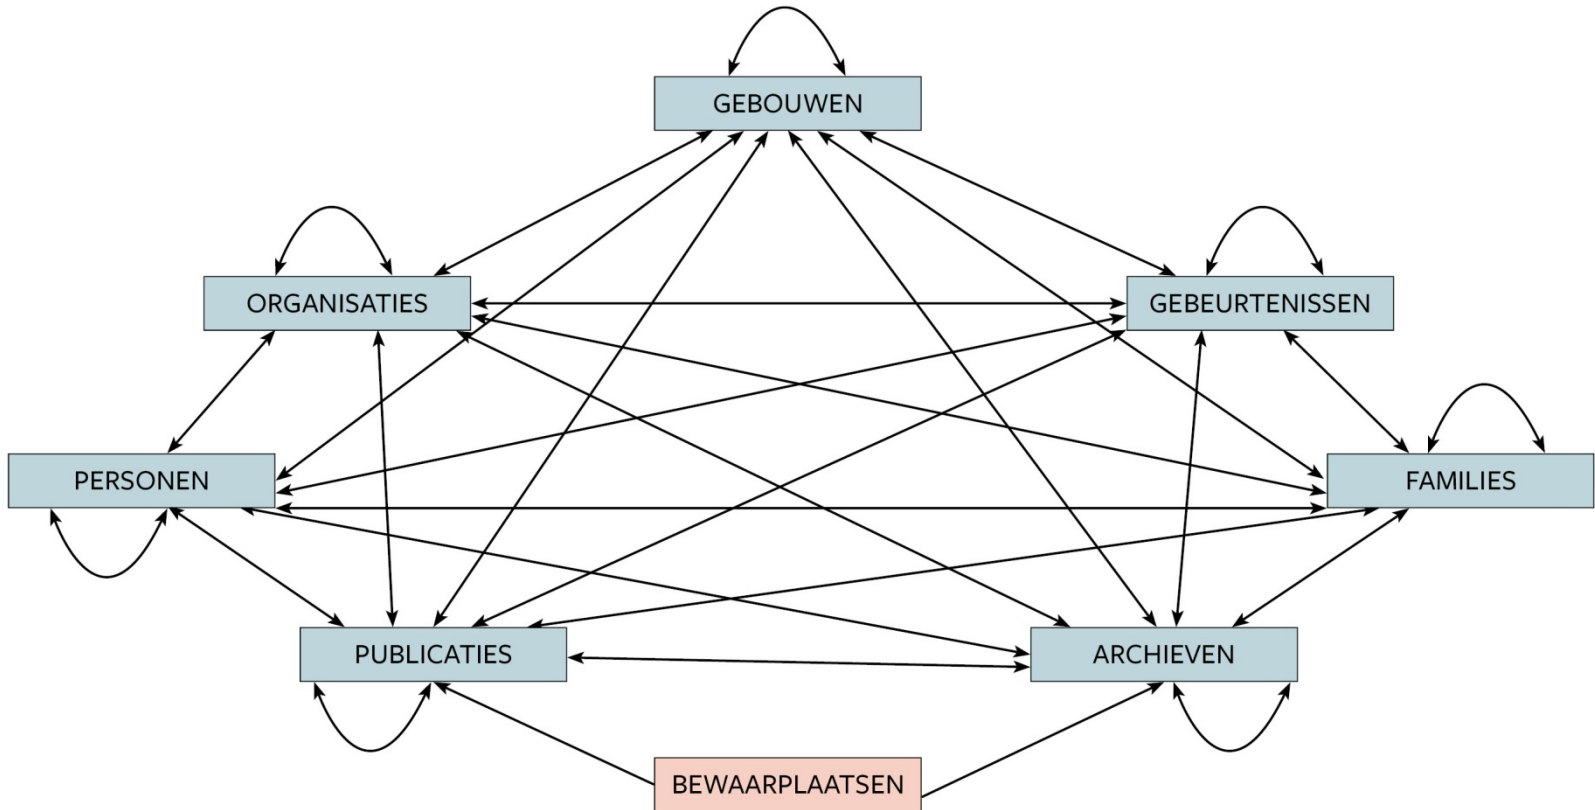 GEBOUWEN
ORGANISATIES
GEBEURTENISSEN
PERSONEN
FAMILIES
PUBLICATIES
ARCHIEVEN
BEWAARPLAATSEN